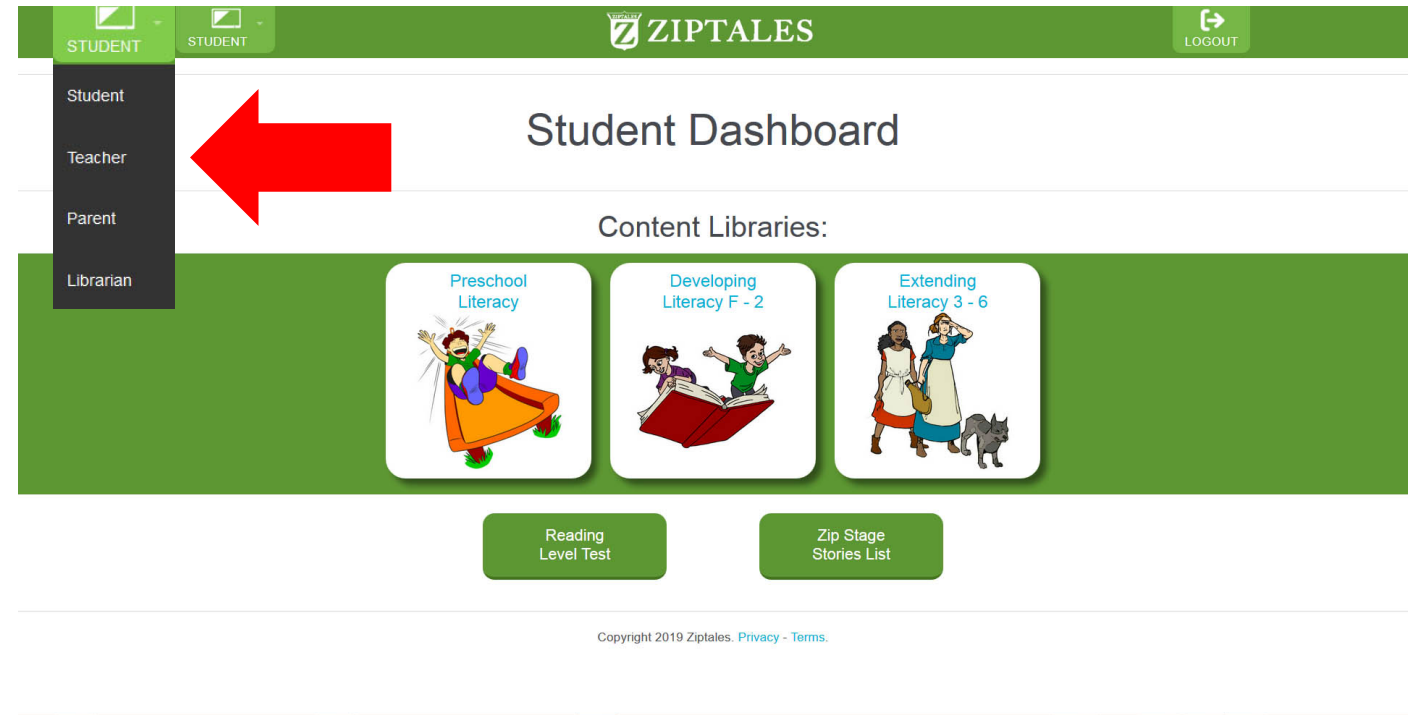 STUDENT
STUDENT
ZIPTALES
LOGOUT
Student
Teacher
Parent
Librarian
Student Dashboard
Content Libraries:
Preschool
Literacy
Developing
Literacy F - 2
Extending
Literacy 3 - 6
Reading
Level Test
Zip Stage
Stories List
Copyright 2019 Ziptales. Privacy - Terms.